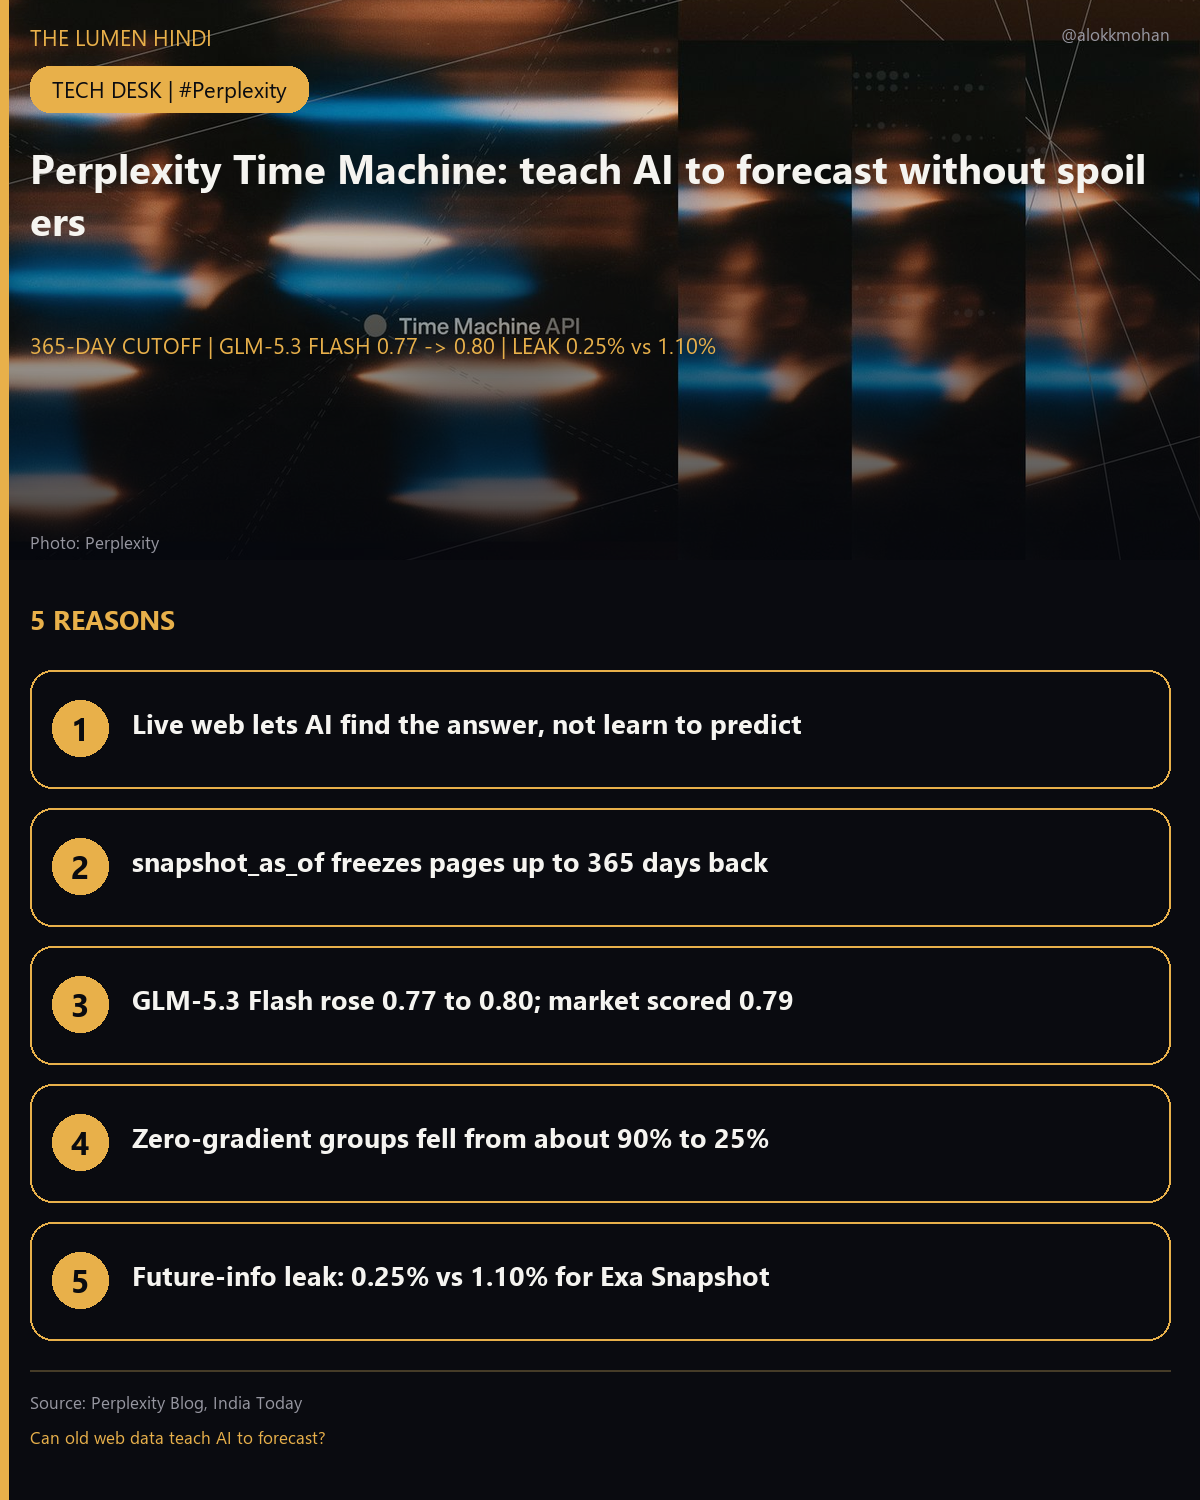 THE LUMEN HINDI
@alokkmohan
TECH DESK | #Perplexity
Perplexity Time Machine: teach AI to forecast without spoil
ers
Time Machine API
365-DAY CUTOFF | GLM-5.3 FLASH 0.77 -> 0.80 | LEAK 0.25% vs 1.10%
Photo: Perplexity
5 REASONS
1 Live web lets AI find the answer, not learn to predict
2 snapshot_as_of freezes pages up to 365 days back
3 GLM-5.3 Flash rose 0.77 to 0.80; market scored 0.79
4 Zero-gradient groups fell from about 90% to 25%
5 Future-info leak: 0.25% vs 1.10% for Exa Snapshot
Source: Perplexity Blog, India Today
Can old web data teach AI to forecast?